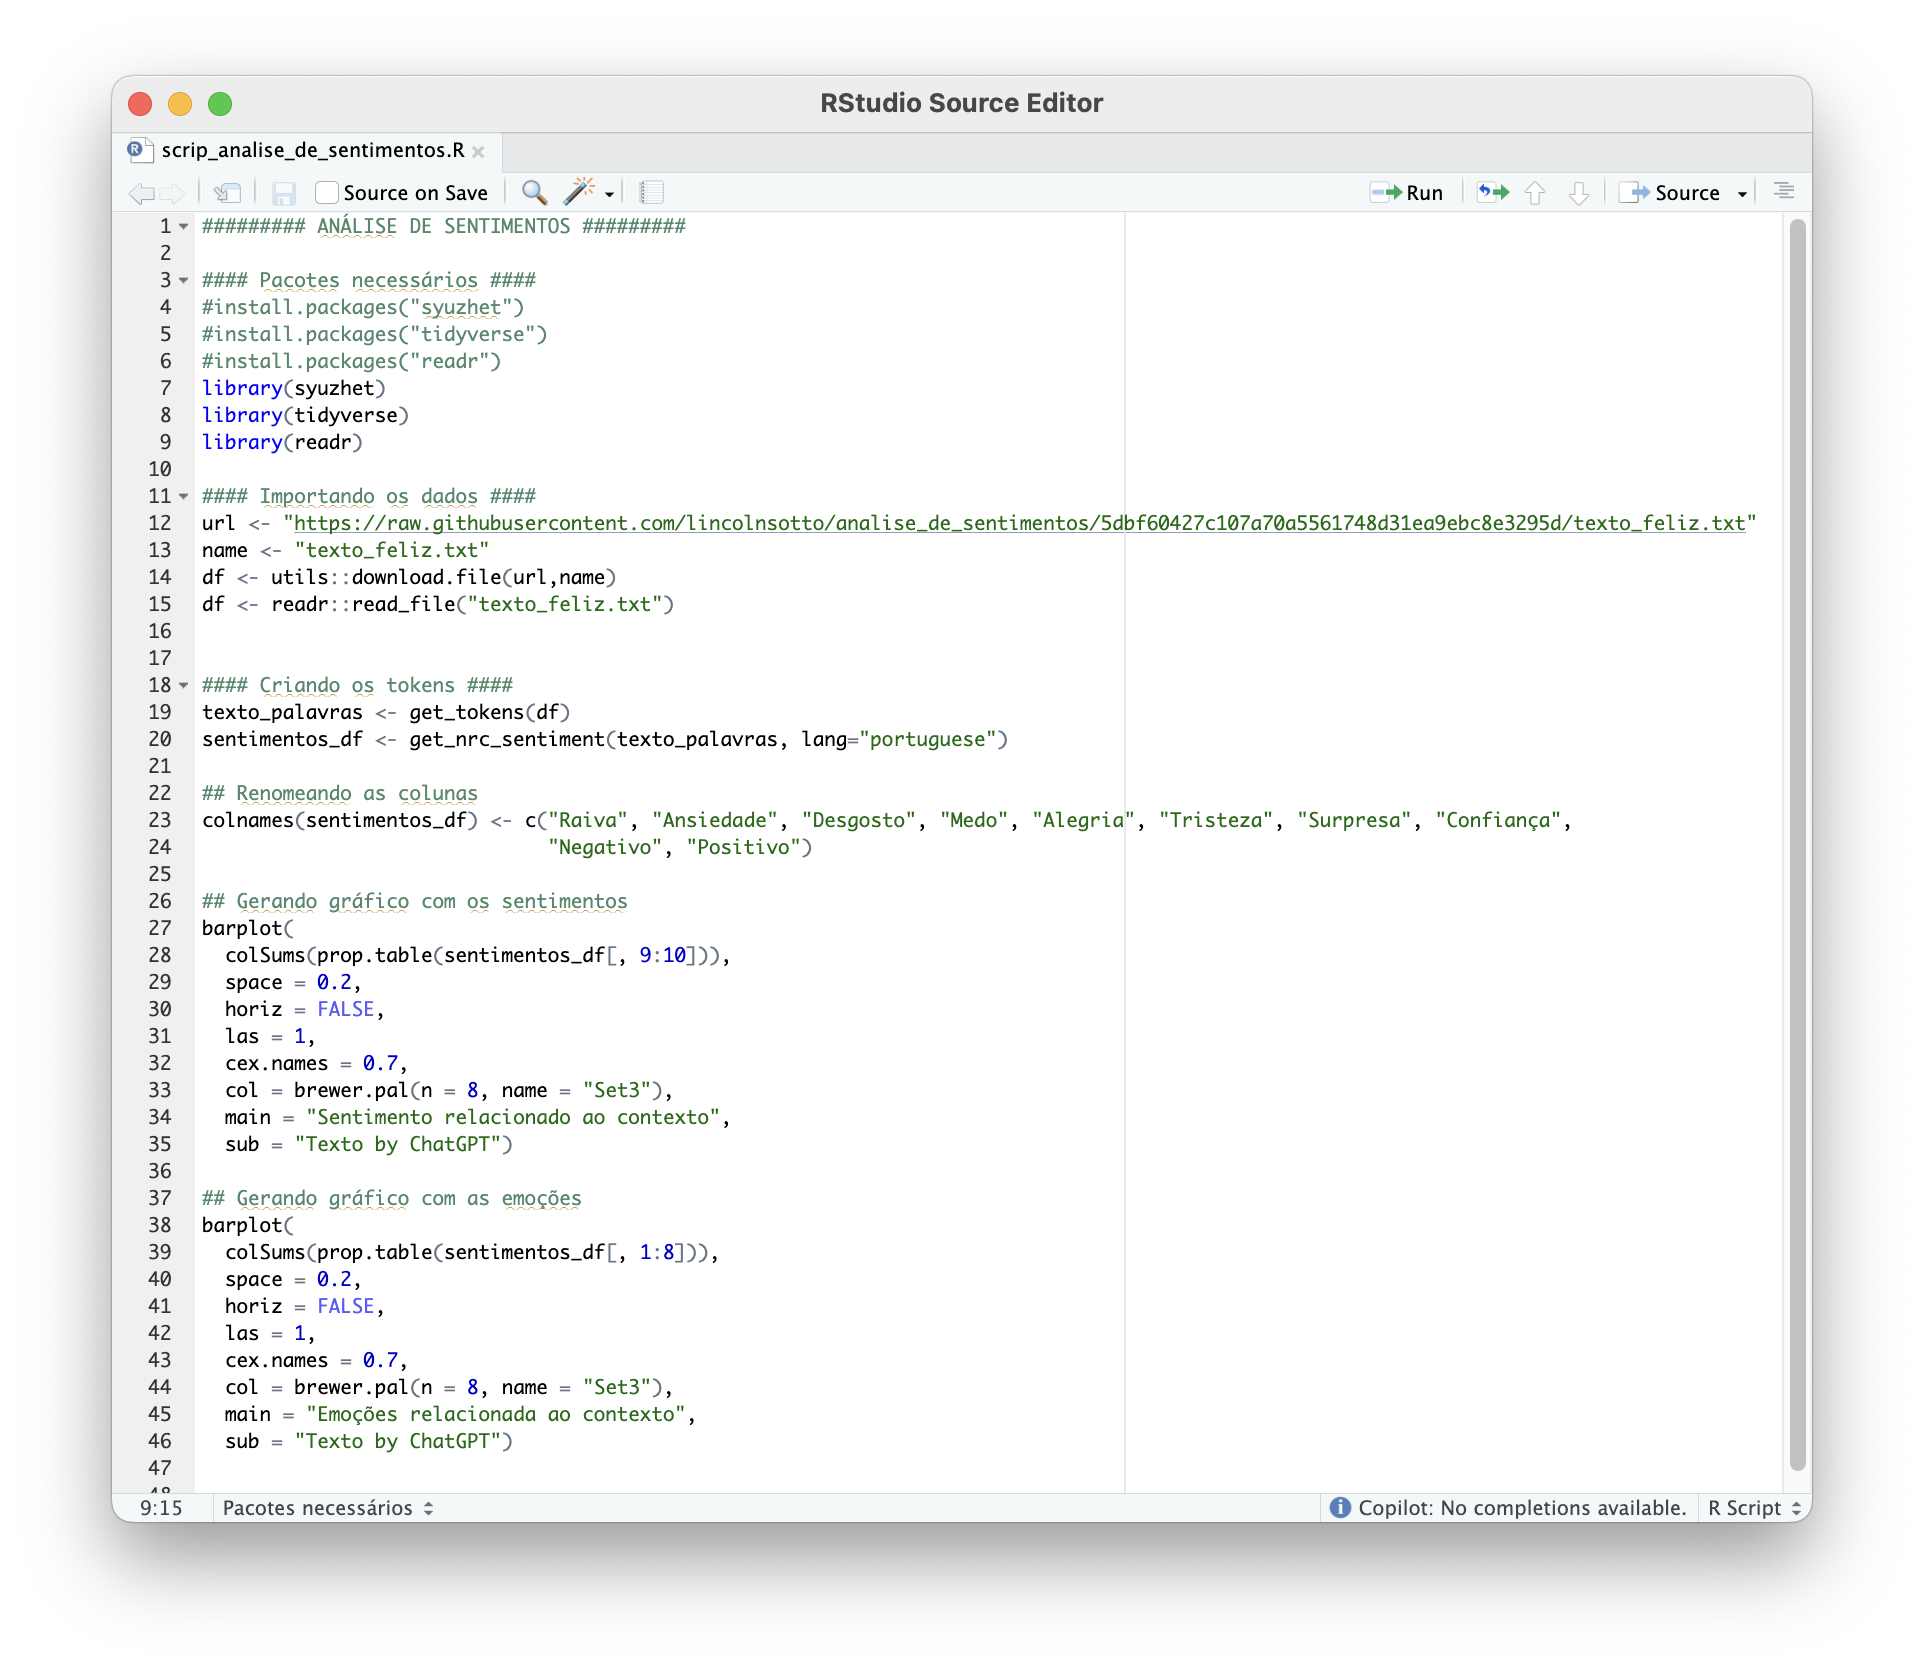 RStudio Source Editor
scrip_analise_de_sentimentos.R
Source on Save
Run
Source
1 ######### ANÁLISE DE SENTIMENTOS #########
2
3 #### Pacotes necessários ####
4 #install.packages("syuzhet")
5 #install.packages("tidyverse")
6 #install.packages("readr")
7 library(syuzhet)
8 library(tidyverse)
9 library(readr)
10
11 #### Importando os dados ####
12 url <- "https://raw.githubusercontent.com/lincolnsotto/analise_de_sentimentos/5dbf60427c107a70a5561748d31ea9ebc8e3295d/texto_feliz.txt"
13 name <- "texto_feliz.txt"
14 df <- utils::download.file(url,name)
15 df <- readr::read_file("texto_feliz.txt")
16
17
18 #### Criando os tokens ####
19 texto_palavras <- get_tokens(df)
20 sentimentos_df <- get_nrc_sentiment(texto_palavras, lang="portuguese")
21
22 ## Renomeando as colunas
23 colnames(sentimentos_df) <- c("Raiva", "Ansiedade", "Desgosto", "Medo", "Alegria", "Tristeza", "Surpresa", "Confiança",
24 "Negativo", "Positivo")
25
26 ## Gerando gráfico com os sentimentos
27 barplot(
28 colSums(prop.table(sentimentos_df[, 9:10])),
29 space = 0.2,
30 horiz = FALSE,
31 las = 1,
32 cex.names = 0.7,
33 col = brewer.pal(n = 8, name = "Set3"),
34 main = "Sentimento relacionado ao contexto",
35 sub = "Texto by ChatGPT")
36
37 ## Gerando gráfico com as emoções
38 barplot(
39 colSums(prop.table(sentimentos_df[, 1:8])),
40 space = 0.2,
41 horiz = FALSE,
42 las = 1,
43 cex.names = 0.7,
44 col = brewer.pal(n = 8, name = "Set3"),
45 main = "Emoções relacionada ao contexto",
46 sub = "Texto by ChatGPT")
47
48
9:15 Pacotes necessários Copilot: No completions available. R Script